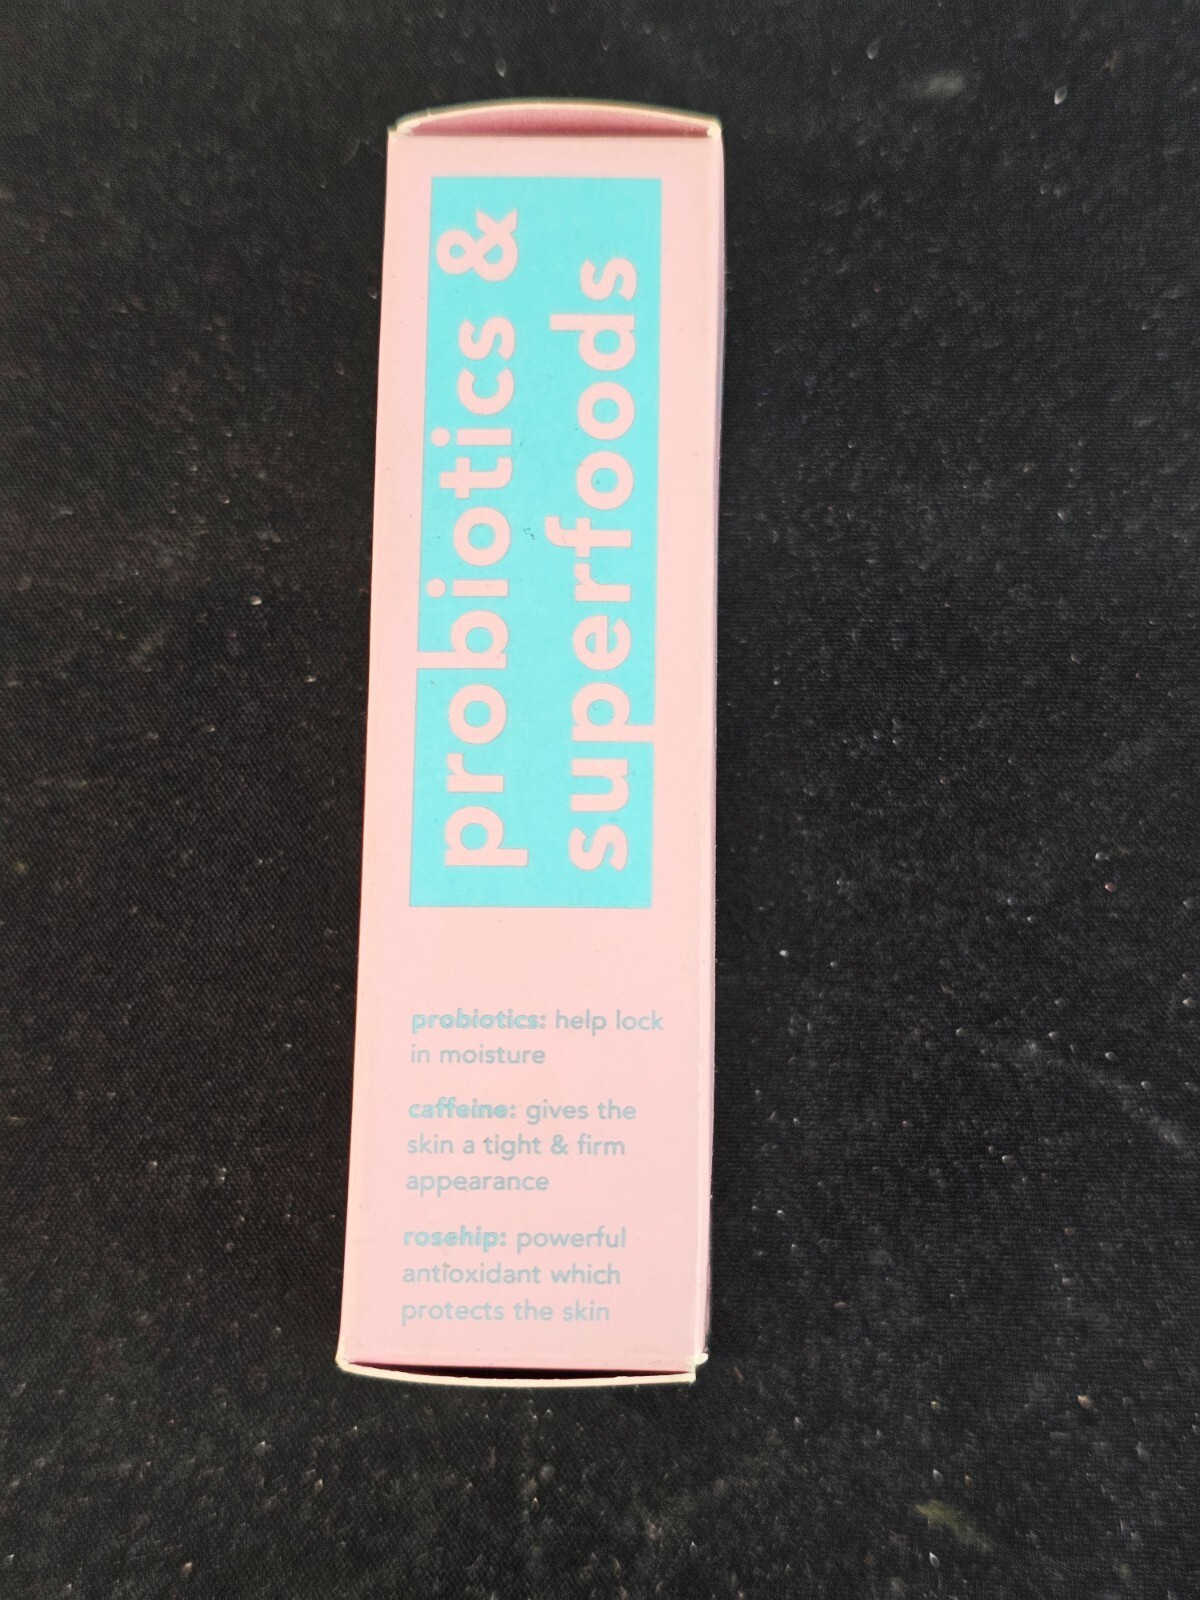 probiotics &
superfoods
probiotics: help lock
in moisture
caffeine: gives the
skin a tight & firm
appearance
rosehip: powerful
antioxidant which
protects the skin